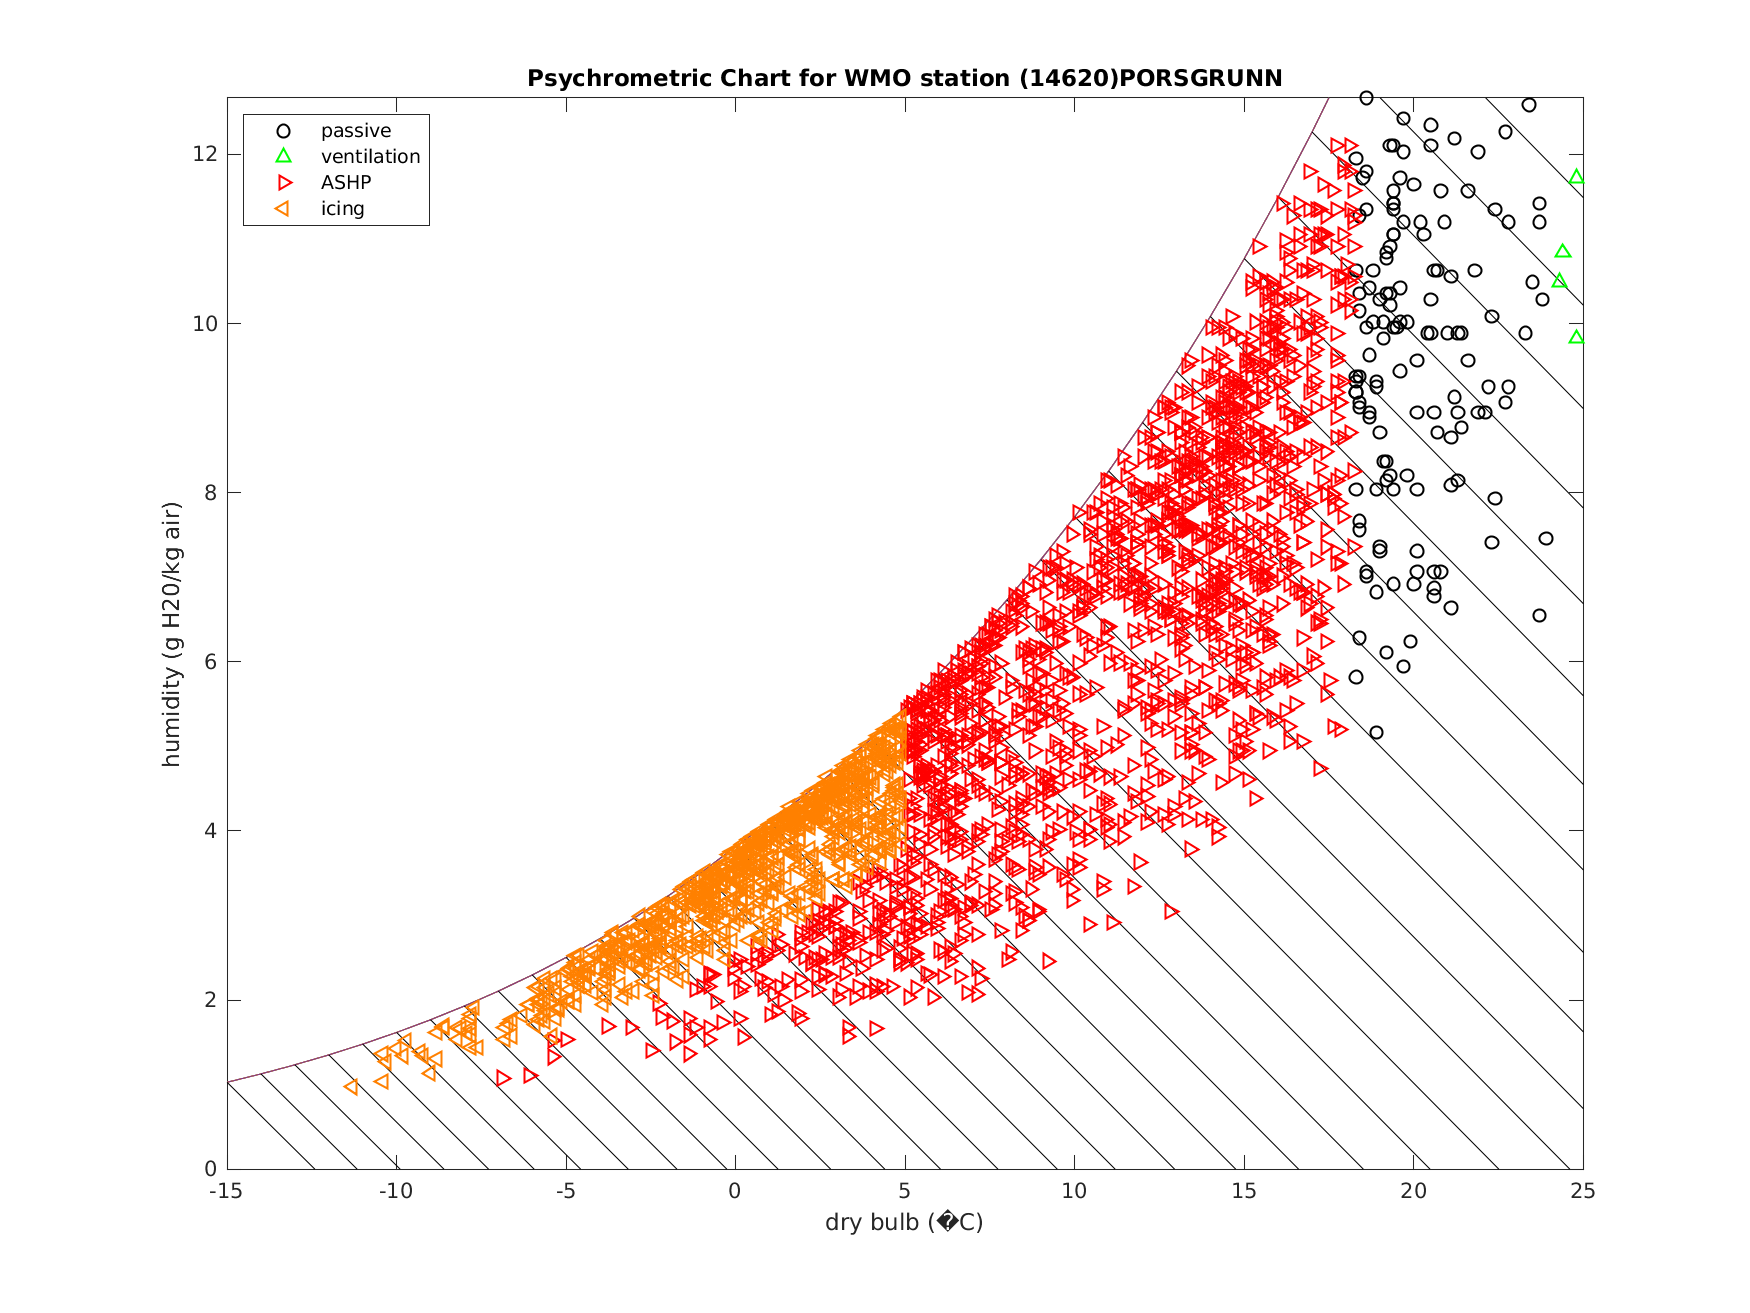 Psychrometric Chart for WMO station (14620)PORSGRUNN
passive
ventilation
ASHP
icing
humidity (g H20/kg air)
12
10
8
6
4
2
0
-15 -10 -5 0 5 10 15 20 25
dry bulb (�C)